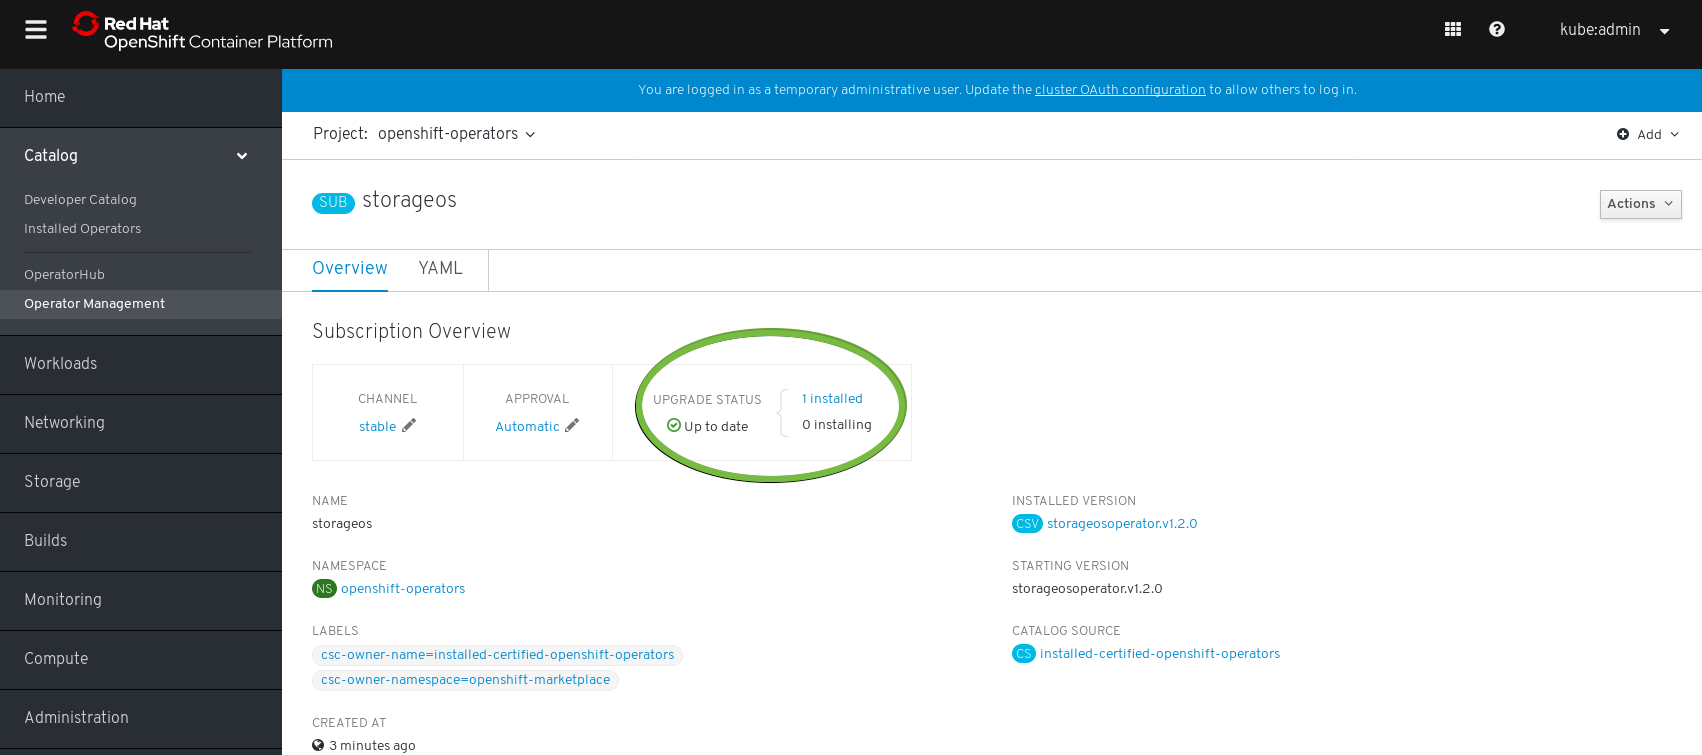 Red Hat
OpenShift Container Platform
kube:admin
Home
Catalog
Developer Catalog
Installed Operators
OperatorHub
Operator Management
Workloads
Networking
Storage
Builds
Monitoring
Compute
Administration
You are logged in as a temporary administrative user. Update the cluster OAuth configuration to allow others to log in.
Project: openshift-operators
Add
SUB storageos
Actions
Overview YAML
Subscription Overview
CHANNEL
stable
APPROVAL
Automatic
UPGRADE STATUS
Up to date
1 installed
0 installing
NAME
storageos
NAMESPACE
NS openshift-operators
LABELS
csc-owner-name=installed-certified-openshift-operators
csc-owner-namespace=openshift-marketplace
CREATED AT
3 minutes ago
INSTALLED VERSION
CSV storageosoperator.v1.2.0
STARTING VERSION
storageosoperator.v1.2.0
CATALOG SOURCE
CS installed-certified-openshift-operators